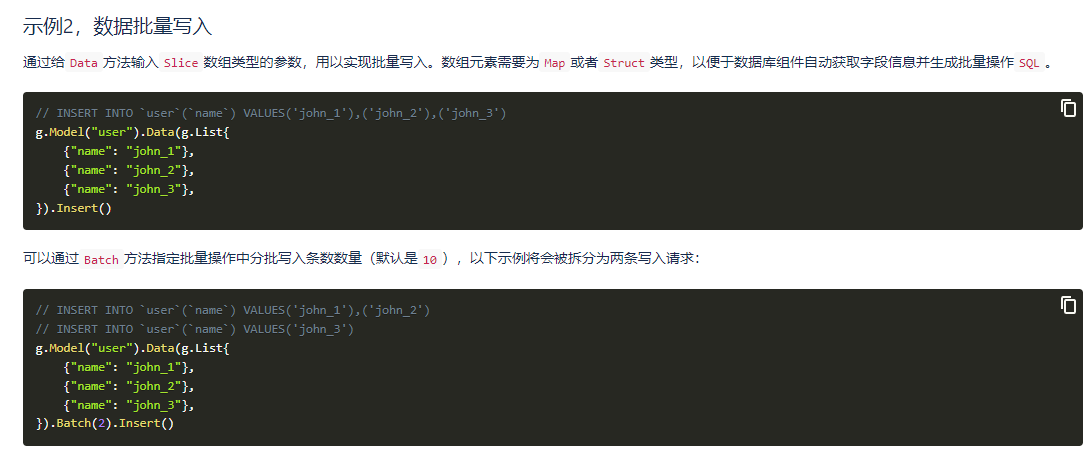 示例2，数据批量写入
通过给 Data 方法输入 Slice 数组类型的参数，用以实现批量写入。数组元素需要为 Map 或者 Struct 类型，以便于数据库组件自动获取字段信息并生成批量操作 SQL 。
// INSERT INTO `user`(`name`) VALUES('john_1'),('john_2'),('john_3')
g.Model("user").Data(g.List{
    {"name": "john_1"},
    {"name": "john_2"},
    {"name": "john_3"},
}).Insert()
可以通过 Batch 方法指定批量操作中分批写入条数数量（默认是 10 ），以下示例将会被拆分为两条写入请求：
// INSERT INTO `user`(`name`) VALUES('john_1'),('john_2')
// INSERT INTO `user`(`name`) VALUES('john_3')
g.Model("user").Data(g.List{
    {"name": "john_1"},
    {"name": "john_2"},
    {"name": "john_3"},
}).Batch(2).Insert()